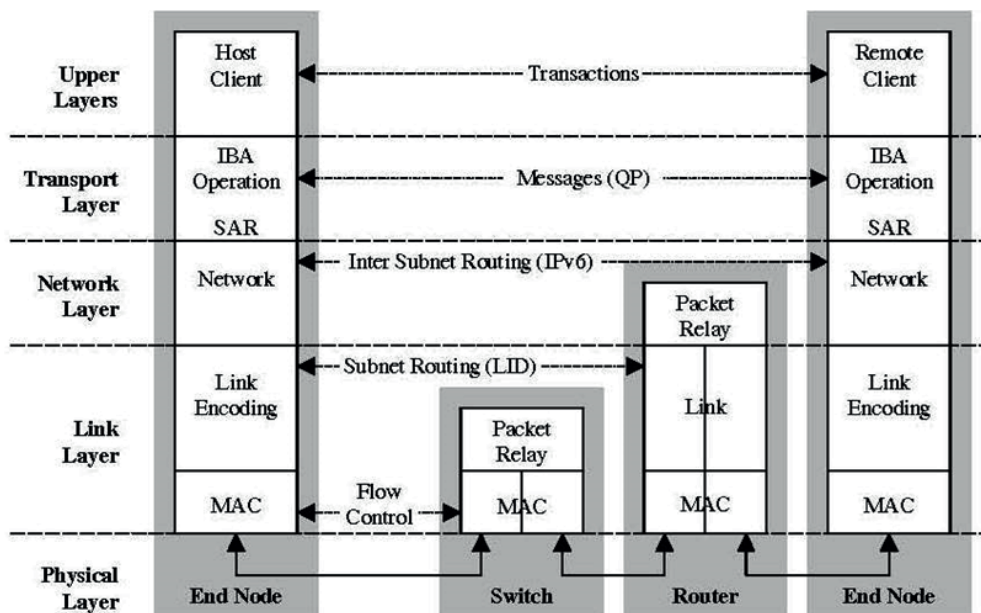 Host
Client
Remote
Client
Upper
Layers
Transactions
IBA
Operation
IBA
Operation
Transport
Layer
Messages (QP)
SAR
SAR
Inter Subnet Routing (IPv6)
Network
Layer
Network
Network
Packet
Relay
Subnet Routing (LID)
Link
Encoding
Link
Link
Encoding
Link
Layer
Packet
Relay
Flow
Control
MAC
MAC
MAC
MAC
Physical
Layer
End Node
Switch
Router
End Node